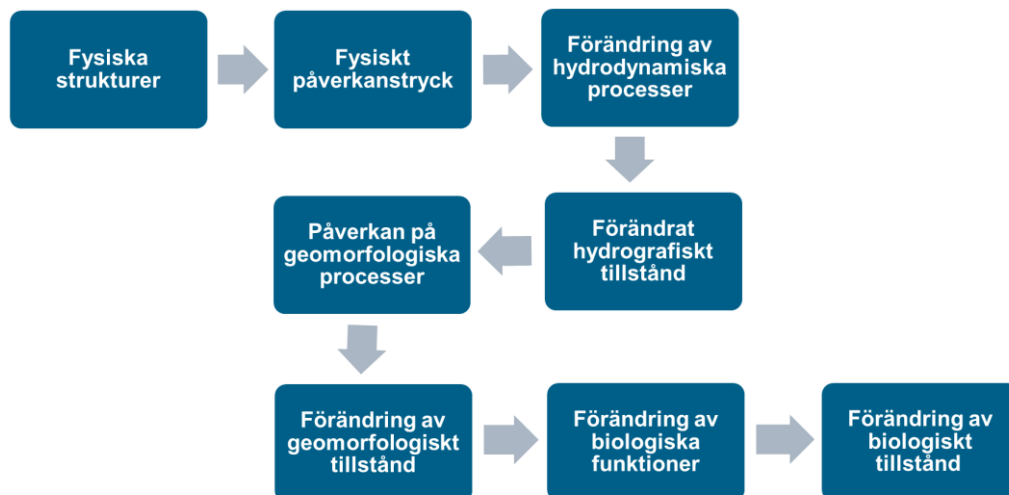 Fysiska
strukturer
Fysiskt
påverkanstryck
Förändring av
hydrodynamiska
processer
Förändrat
hydrografiskt
tillstånd
Påverkan på
geomorfologiska
processer
Förändring av
geomorfologiskt
tillstånd
Förändring av
biologiska
funktioner
Förändring av
biologiskt
tillstånd